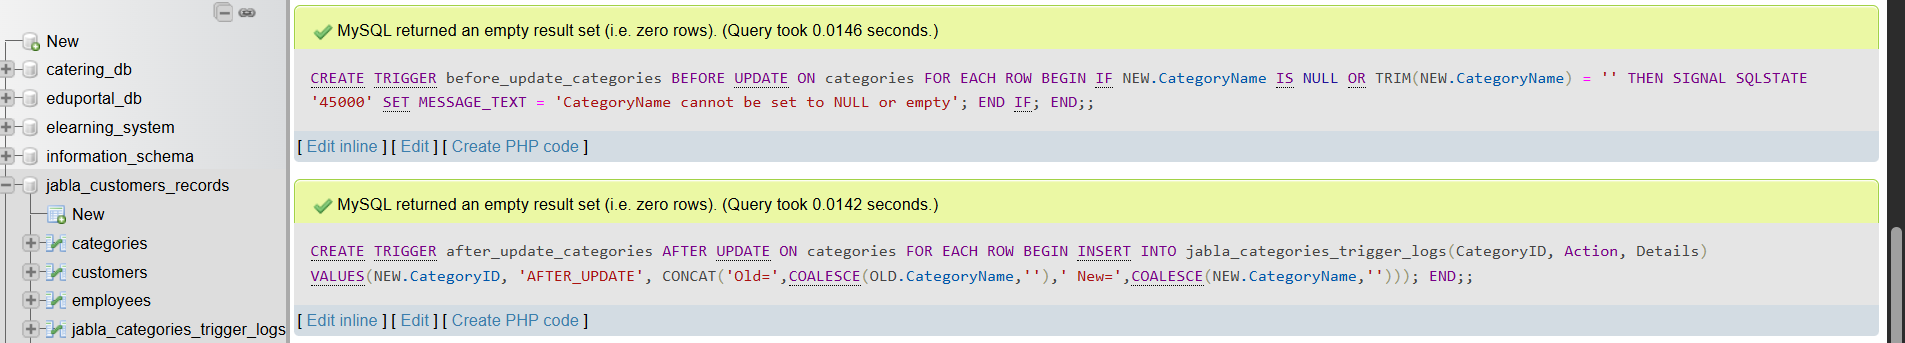 New
catering_db
eduportal_db
elearning_system
information_schema
jabla_customers_records
New
categories
customers
employees
jabla_categories_trigger_logs
MySQL returned an empty result set (i.e. zero rows). (Query took 0.0146 seconds.)
CREATE TRIGGER before_update_categories BEFORE UPDATE ON categories FOR EACH ROW BEGIN IF NEW.CategoryName IS NULL OR TRIM(NEW.CategoryName) = '' THEN SIGNAL SQLSTATE
'45000' SET MESSAGE_TEXT = 'CategoryName cannot be set to NULL or empty'; END IF; END;;
[ Edit inline ] [ Edit ] [ Create PHP code ]
MySQL returned an empty result set (i.e. zero rows). (Query took 0.0142 seconds.)
CREATE TRIGGER after_update_categories AFTER UPDATE ON categories FOR EACH ROW BEGIN INSERT INTO jabla_categories_trigger_logs(CategoryID, Action, Details)
VALUES(NEW.CategoryID, 'AFTER_UPDATE', CONCAT('Old=',COALESCE(OLD.CategoryName,''),' New=',COALESCE(NEW.CategoryName,''))); END;;
[ Edit inline ] [ Edit ] [ Create PHP code ]